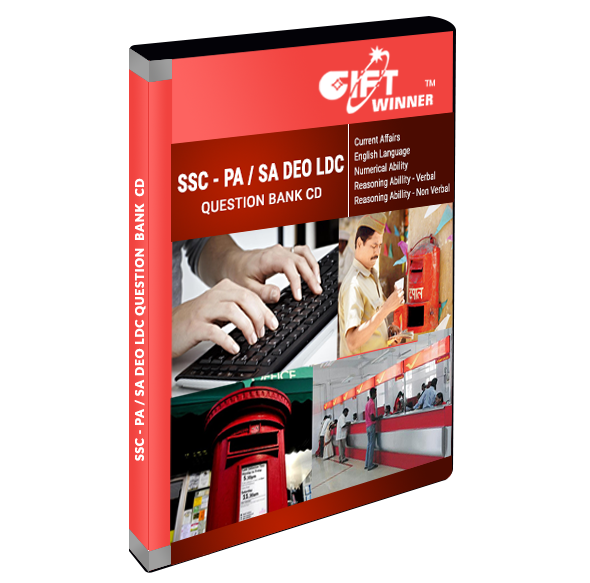 GIFT
WINNER
TM
SSC - PA / SA DEO LDC
QUESTION BANK CD
Current Affairs
English Language
Numerical Ability
Reasoning Ability - Verbal
Reasoning Ability - Non Verbal
SSC - PA / SA DEO LDC QUESTION BANK CD